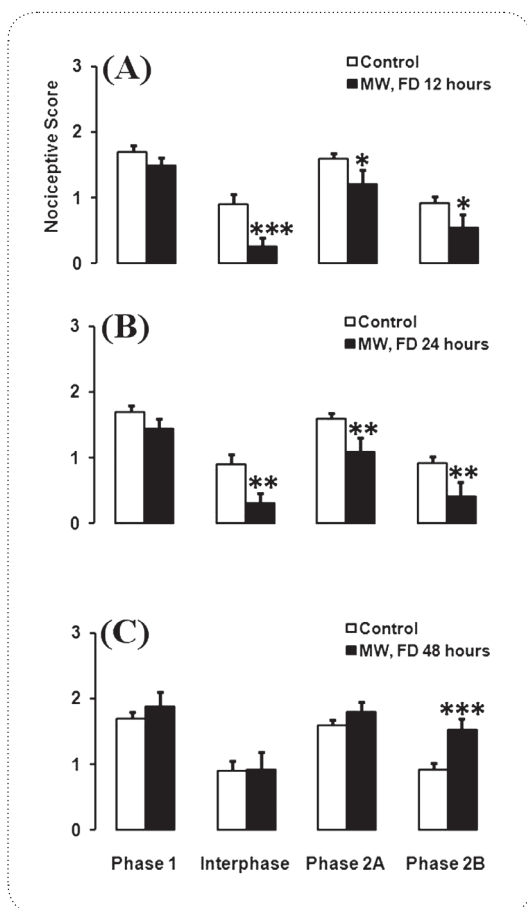 (A)
Control
MW, FD 12 hours
Nociceptive Score
3
2
1
0
***
*
*
(B)
Control
MW, FD 24 hours
3
2
1
0
**
**
**
(C)
Control
MW, FD 48 hours
3
2
1
0
***
Phase 1 Interphase Phase 2A Phase 2B